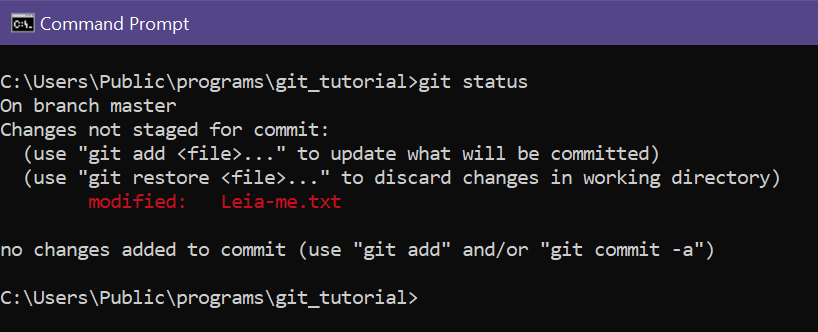 Command Prompt
C:\Users\Public\programs\git_tutorial>git status
On branch master
Changes not staged for commit:
  (use "git add <file>..." to update what will be committed)
  (use "git restore <file>..." to discard changes in working directory)
        modified:   Leia-me.txt
no changes added to commit (use "git add" and/or "git commit -a")
C:\Users\Public\programs\git_tutorial>